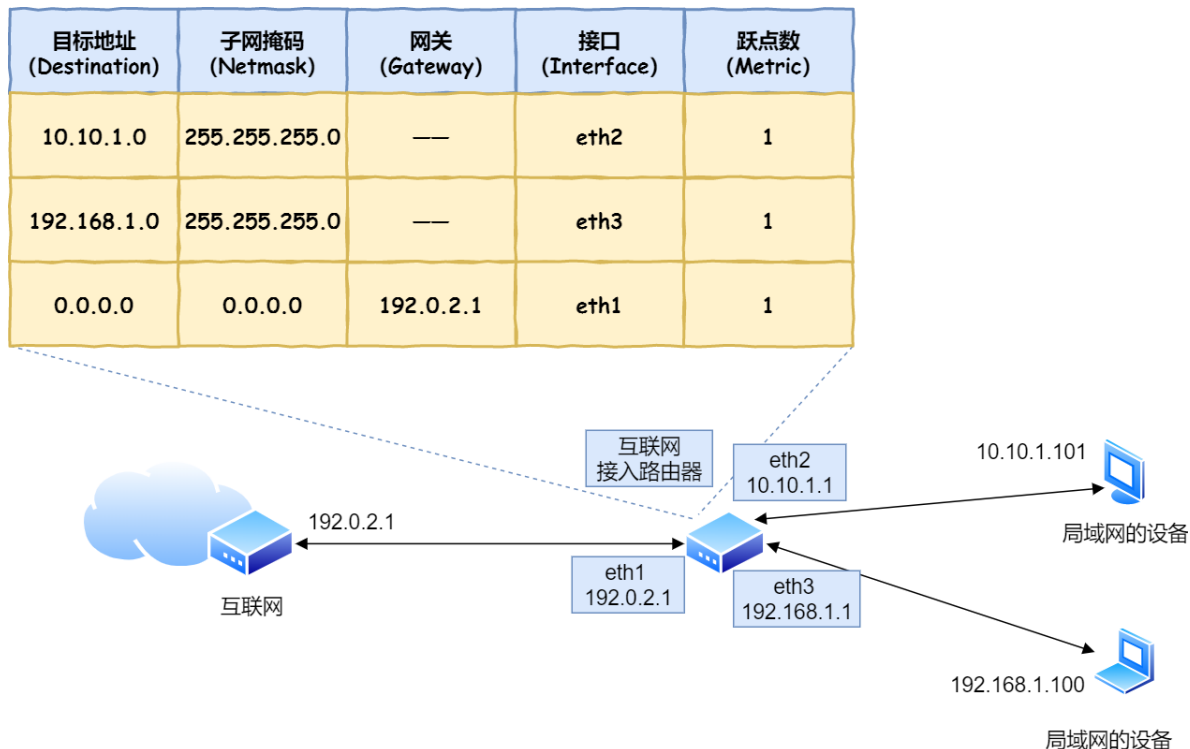 目标地址
(Destination)
子网掩码
(Netmask)
网关
(Gateway)
接口
(Interface)
跃点数
(Metric)
10.10.1.0
255.255.255.0
——
eth2
1
192.168.1.0
255.255.255.0
——
eth3
1
0.0.0.0
0.0.0.0
192.0.2.1
eth1
1
互联网
接入路由器
eth2
10.10.1.1
10.10.1.101
局域网的设备
192.0.2.1
互联网
eth1
192.0.2.1
eth3
192.168.1.1
192.168.1.100
局域网的设备